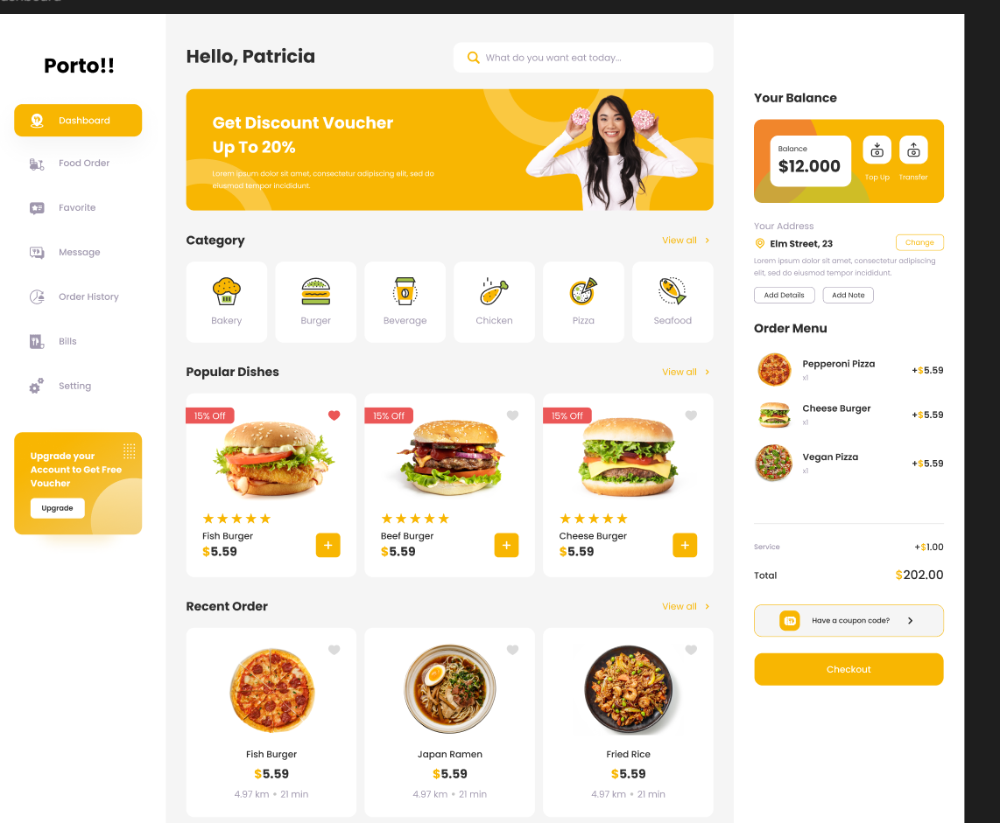 Porto!!
Dashboard
Food Order
Favorite
Message
Order History
Bills
Setting
Upgrade your
Account to Get Free
Voucher
Upgrade
Hello, Patricia
What do you want eat today...
Get Discount Voucher
Up To 20%
Lorem ipsum dolor sit amet, consectetur adipiscing elit, sed do
eiusmod tempor incididunt.
Category
View all
Bakery
Burger
Beverage
Chicken
Pizza
Seafood
Popular Dishes
View all
15% Off
Fish Burger
$5.59
+
15% Off
Beef Burger
$5.59
+
15% Off
Cheese Burger
$5.59
+
Recent Order
View all
Fish Burger
$5.59
4.97 km • 21 min
Japan Ramen
$5.59
4.97 km • 21 min
Fried Rice
$5.59
4.97 km • 21 min
Your Balance
Balance
$12.000
Top Up
Transfer
Your Address
Elm Street, 23
Change
Lorem ipsum dolor sit amet, consectetur adipiscing
elit, sed do eiusmod tempor incididunt.
Add Details
Add Note
Order Menu
Pepperoni Pizza
x1
+$5.59
Cheese Burger
x1
+$5.59
Vegan Pizza
x1
+$5.59
Service
+$1.00
Total
$202.00
Have a coupon code?
Checkout